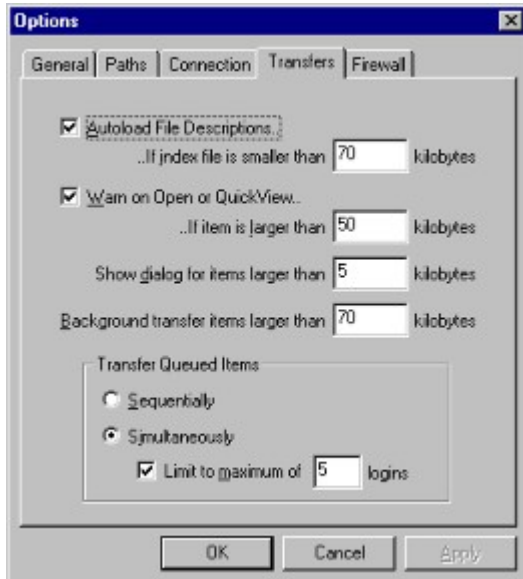 Options
General Paths Connection Transfers Firewall
Autoload File Descriptions..
..If index file is smaller than 70 kilobytes
Warn on Open or QuickView..
..If item is larger than 50 kilobytes
Show dialog for items larger than 5 kilobytes
Background transfer items larger than 70 kilobytes
Transfer Queued Items
Sequentially
Simultaneously
Limit to maximum of 5 logins
OK Cancel Apply